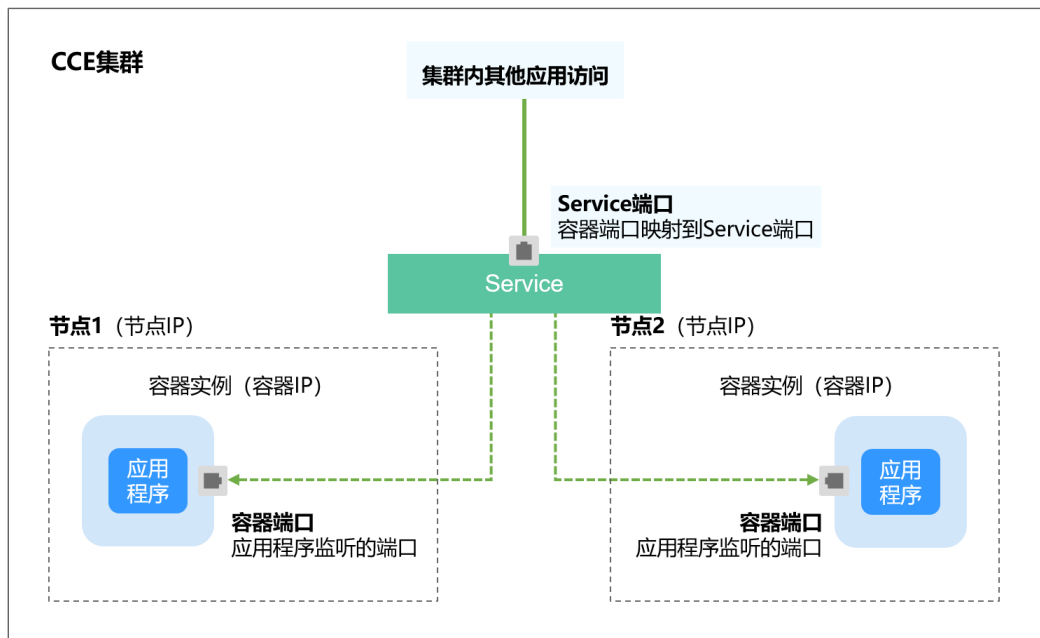 CCE集群
集群内其他应用访问
Service端口
容器端口映射到Service端口
Service
节点1（节点IP）
容器实例（容器IP）
应用
程序
容器端口
应用程序监听的端口
节点2（节点IP）
容器实例（容器IP）
应用
程序
容器端口
应用程序监听的端口